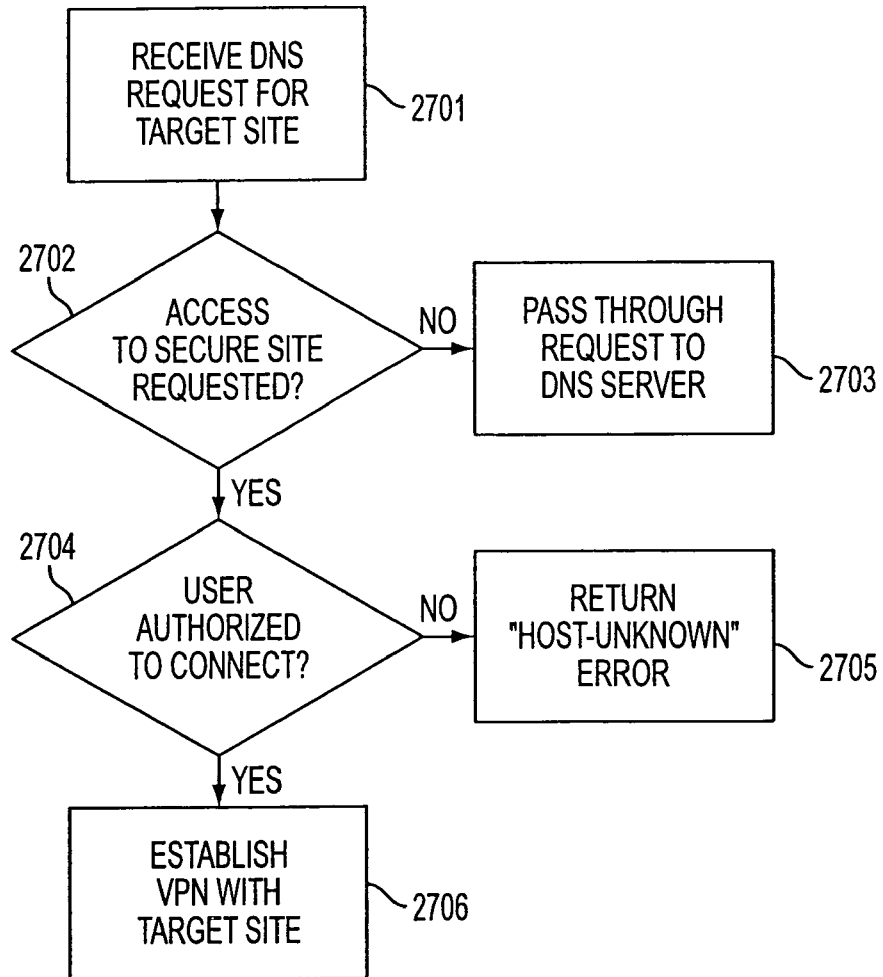 RECEIVE DNS
REQUEST FOR
TARGET SITE
2701
2702
ACCESS
TO SECURE SITE
REQUESTED?
NO
PASS THROUGH
REQUEST TO
DNS SERVER
2703
YES
2704
USER
AUTHORIZED
TO CONNECT?
NO
RETURN
"HOST-UNKNOWN"
ERROR
2705
YES
ESTABLISH
VPN WITH
TARGET SITE
2706